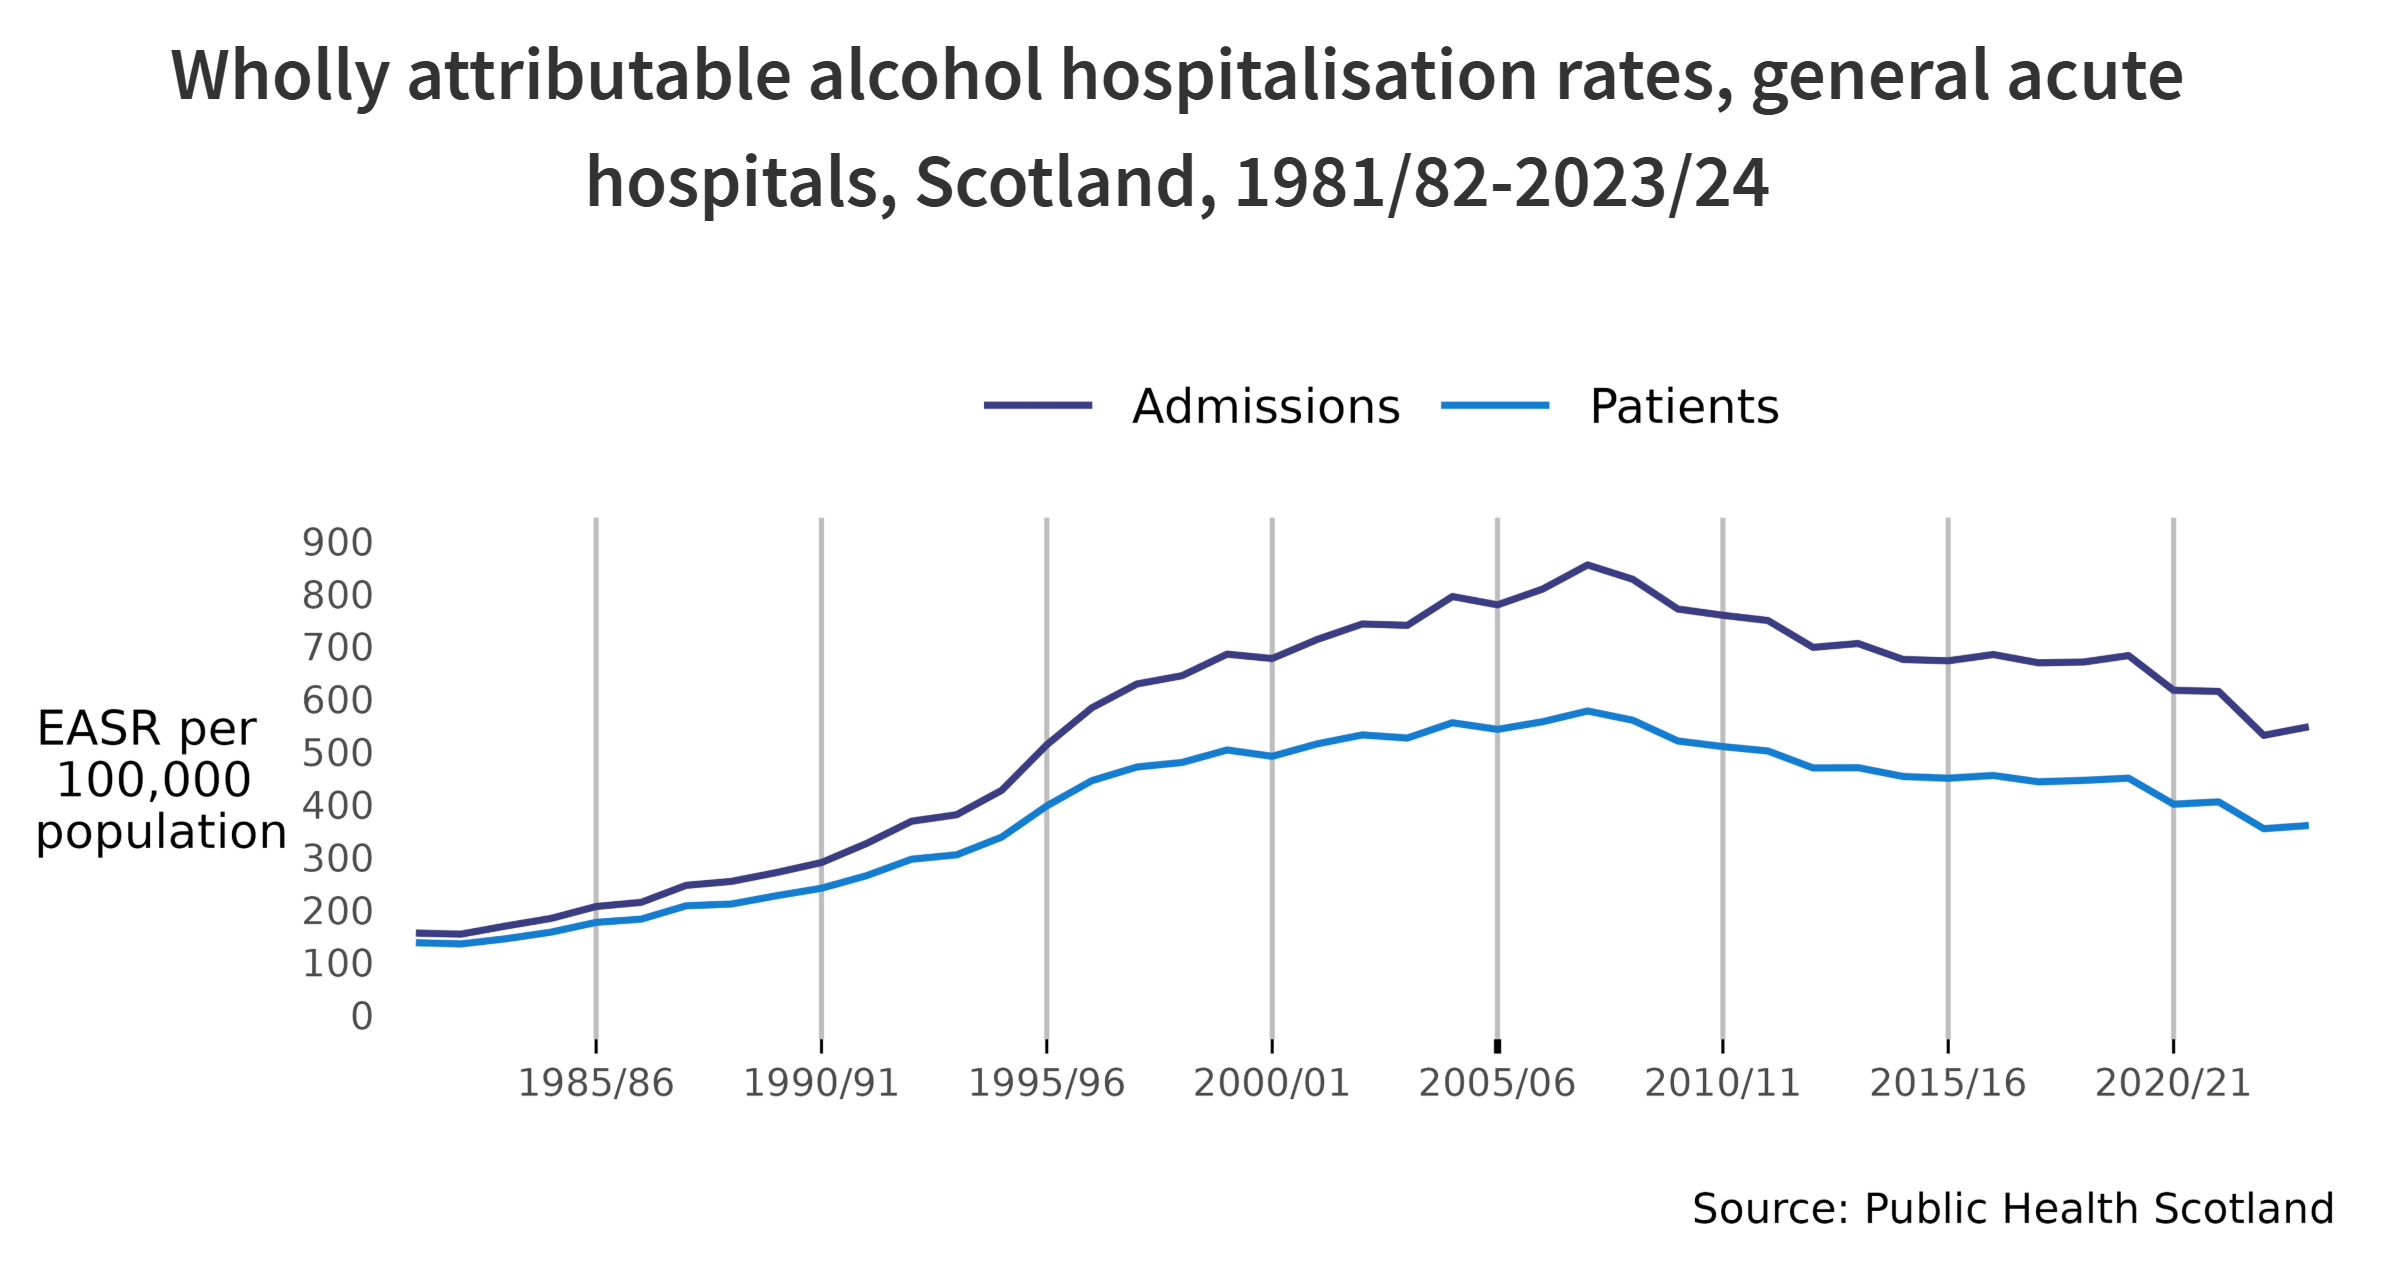 Wholly attributable alcohol hospitalisation rates, general acute
hospitals, Scotland, 1981/82-2023/24
Admissions
Patients
EASR per
100,000
population
900
800
700
600
500
400
300
200
100
0
1985/86
1990/91
1995/96
2000/01
2005/06
2010/11
2015/16
2020/21
Source: Public Health Scotland